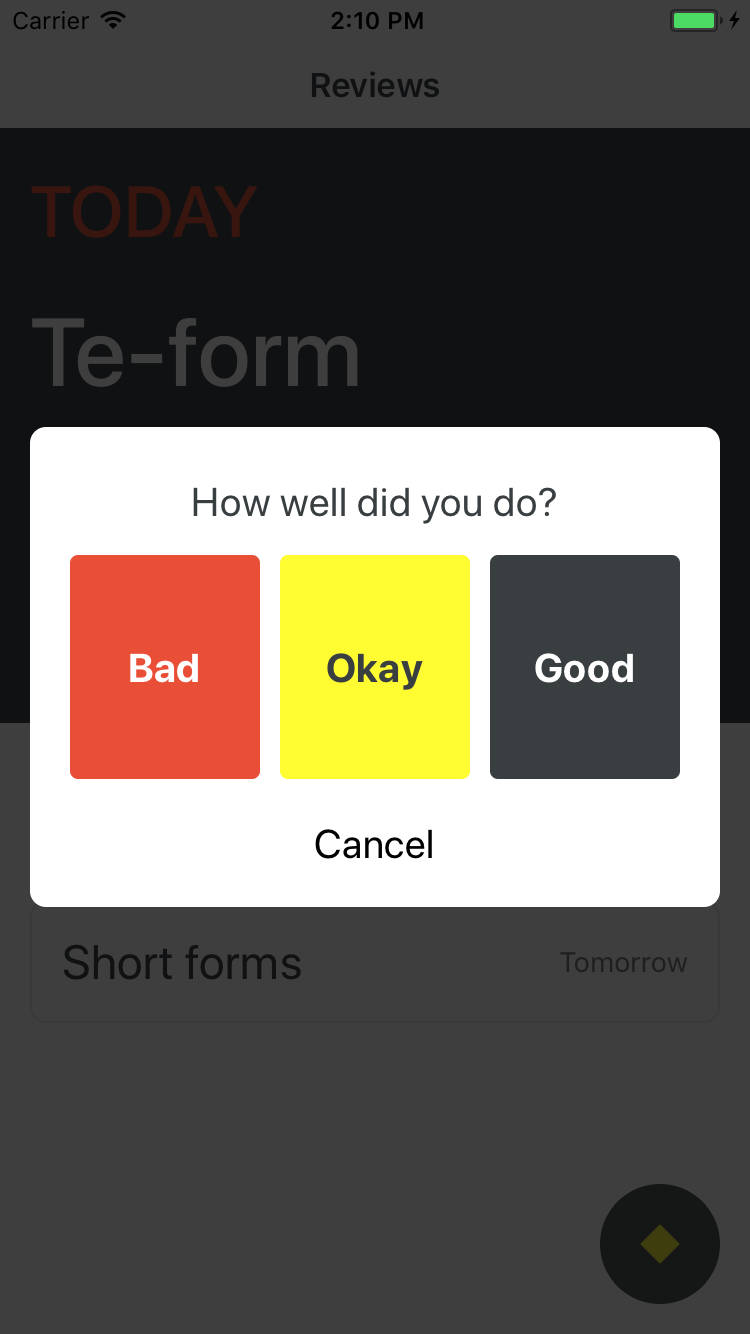 Carrier 2:10 PM
Reviews
TODAY
Te-form
How well did you do?
Bad Okay Good
Cancel
Short forms Tomorrow